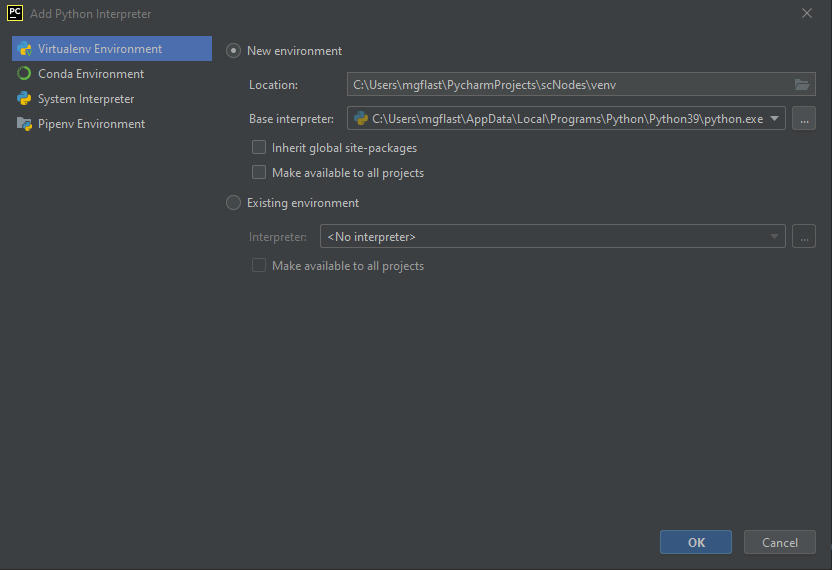 PC Add Python Interpreter
Virtualenv Environment
Conda Environment
System Interpreter
Pipenv Environment
New environment
Location: C:\Users\mgflast\PycharmProjects\scNodes\venv
Base interpreter: C:\Users\mgflast\AppData\Local\Programs\Python\Python39\python.exe ...
Inherit global site-packages
Make available to all projects
Existing environment
Interpreter: <No interpreter> ...
Make available to all projects
OK Cancel